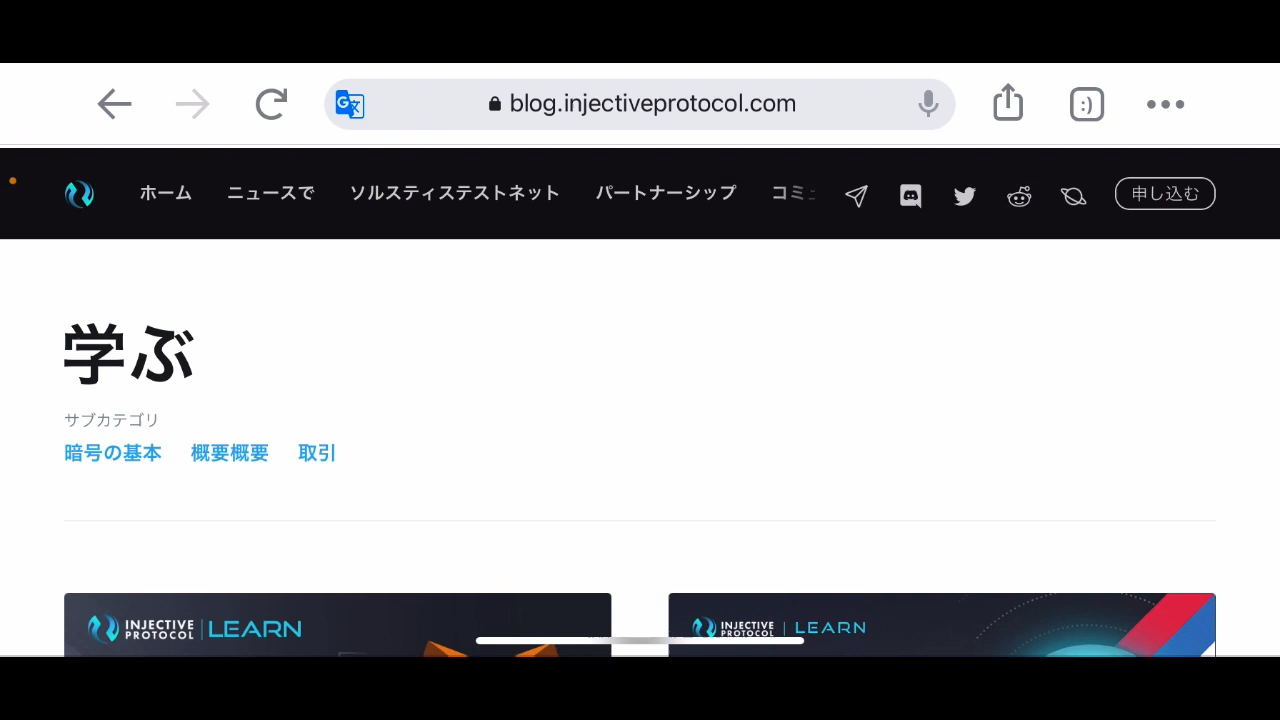 blog.injectiveprotocol.com
:)
ホーム ニュースで ソルスティステストネット パートナーシップ コミュ 申し込む
学ぶ
サブカテゴリ
暗号の基本 概要概要 取引
INJECTIVE PROTOCOL | LEARN
INJECTIVE PROTOCOL | LEARN